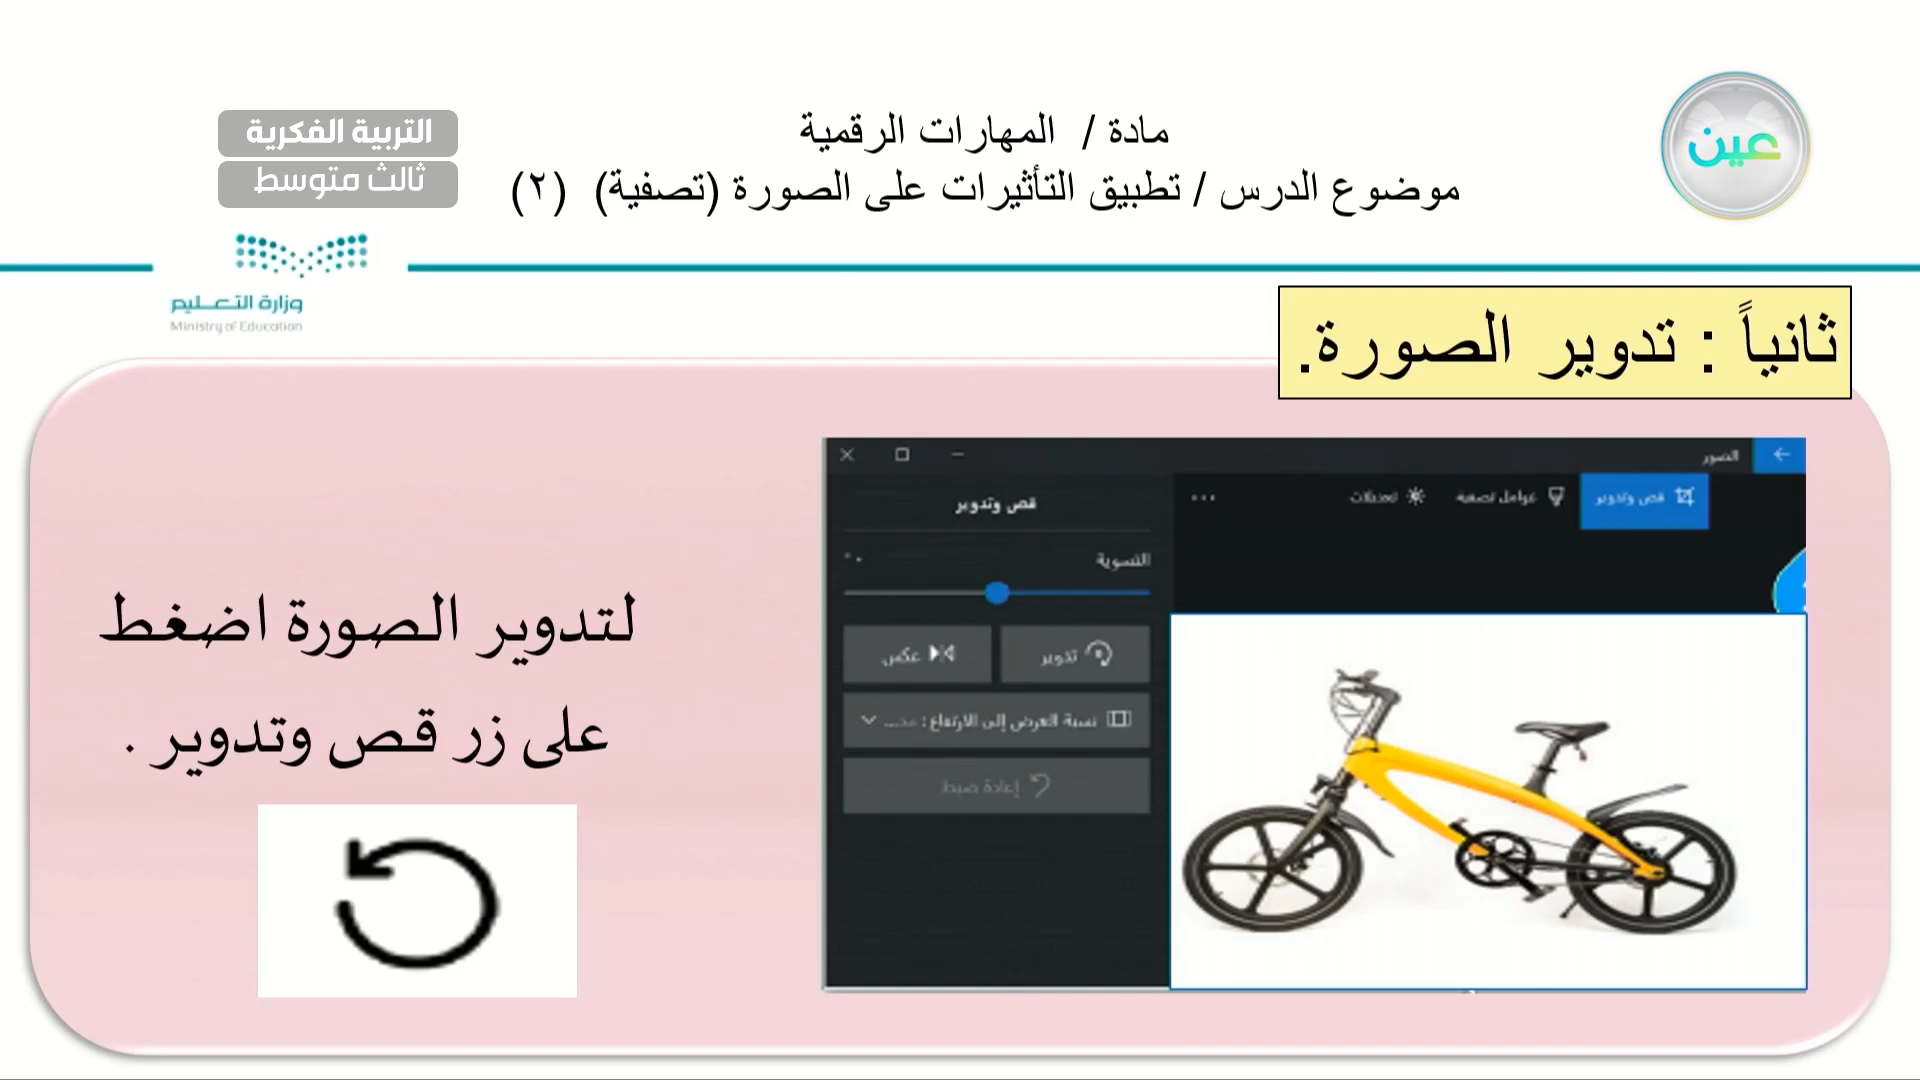 عين
مادة / المهارات الرقمية
موضوع الدرس / تطبيق التأثيرات على الصورة (تصفية) (٢)
التربية الفكرية
ثالث متوسط
وزارة التعليم
Ministry of Education
ثانياً : تدوير الصورة.
الصور
قص وتدوير
عوامل تصفية
تعديلات
قص وتدوير
التسوية
تدوير
عكس
نسبة العرض إلى الارتفاع :
إعادة ضبط
لتدوير الصورة اضغط
على زر قص وتدوير .